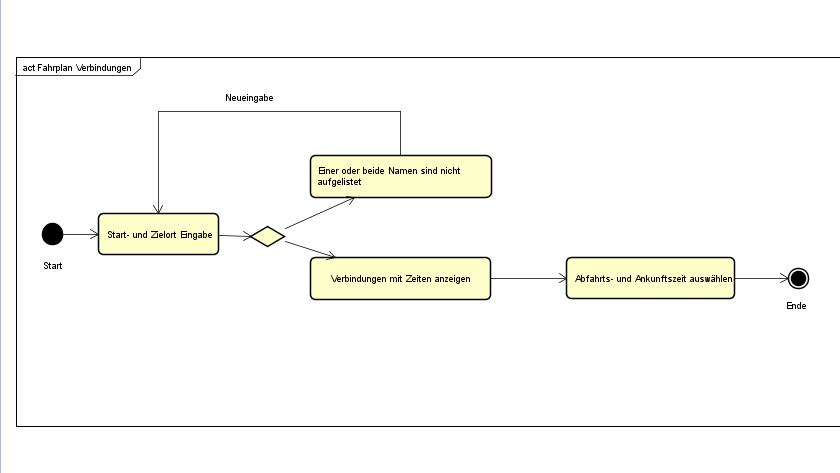 act Fahrplan Verbindungen
Neueingabe
Einer oder beide Namen sind nicht
aufgelistet
Start- und Zielort Eingabe
Start
Verbindungen mit Zeiten anzeigen
Abfahrts- und Ankunftszeit auswählen
Ende